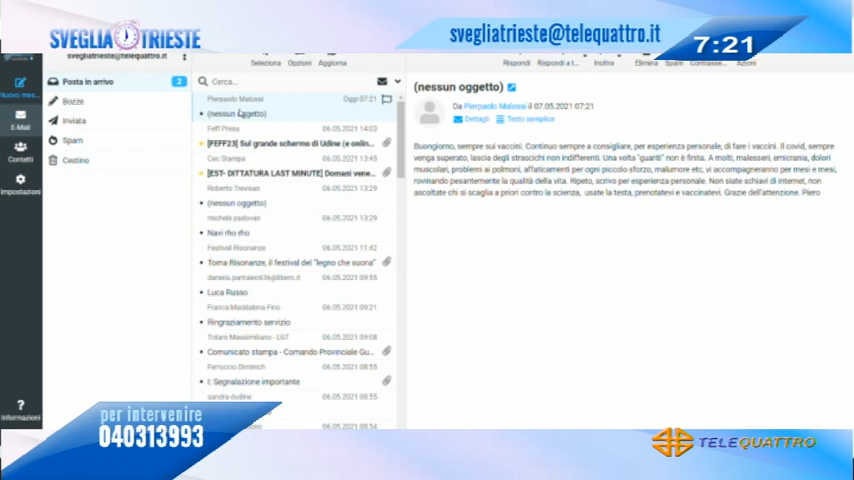 SVEGLIA TRIESTE
svegliatrieste@telequattro.it
7:21
svegliatrieste@telequattro.it
Seleziona Opzioni Aggiorna
Rispondi Rispondi a t... Inoltra Elimina Spam Contrasse... Azioni
Nuovo mes...
E-Mail
Contatti
Impostazioni
Informazioni
Posta in arrivo 2
Bozze
Inviata
Spam
Cestino
Cerca...
Pierpaolo Malossi Oggi 07:21
(nessun oggetto)
Feff Press 06.05.2021 14:03
[FEFF23] Sul grande schermo di Udine (e onlin...
Cec Stampa 06.05.2021 13:45
[EST- DITTATURA LAST MINUTE] Domani vene...
Roberto Trevisan 06.05.2021 13:29
(nessun oggetto)
michele padovan 06.05.2021 13:29
Navi rho rho
Festival Risonanze 06.05.2021 11:42
Torna Risonanze, il festival del "legno che suona"
daniela.pantaleo636@libero.it 06.05.2021 09:55
Luca Russo
Franca Maddalena Fino 06.05.2021 09:21
Ringraziamento servizio
Totaro Massimiliano - LGT 06.05.2021 09:08
Comunicato stampa - Comando Provinciale Gu...
Ferruccio 06.05.2021 08:55
I: Segnalazione importante
sandra 06.05.2021 08:55
06.05.2021 08:54
(nessun oggetto)
Da Pierpaolo Malossi il 07.05.2021 07:21
Dettagli Testo semplice
Buongiorno, sempre sui vaccini. Continuo sempre a consigliare, per esperienza personale, di fare i vaccini. Il covid, sempre
venga superato, lascia degli strascichi non indifferenti. Una volta "guariti" non è finita. A molti, malesseri, emicrania, dolori
muscolari, problemi ai polmoni, affaticamenti per ogni piccolo sforzo, malumore etc, vi accompagneranno per mesi e mesi,
rovinando pesantemente la qualità della vita. Ripeto, scrivo per esperienza personale. Non siate schiavi di internet, non
ascoltate chi si scaglia a priori contro la scienza, usate la testa, prenotatevi e vaccinatevi. Grazie dell'attenzione. Piero
per intervenire
040313993
TELEQUATTRO